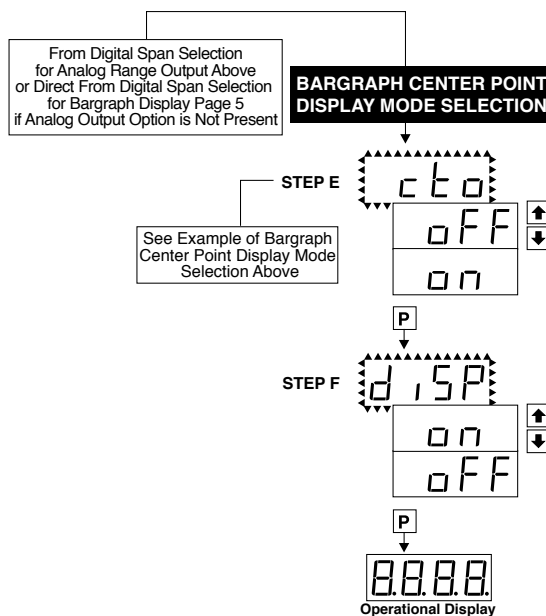 From Digital Span Selection
for Analog Range Output Above
or Direct From Digital Span Selection
for Bargraph Display Page 5
if Analog Output Option is Not Present
BARGRAPH CENTER POINT
DISPLAY MODE SELECTION
STEP E
cto
oFF
on
See Example of Bargraph
Center Point Display Mode
Selection Above
P
STEP F
diSP
on
oFF
P
8.8.8.8.
Operational Display